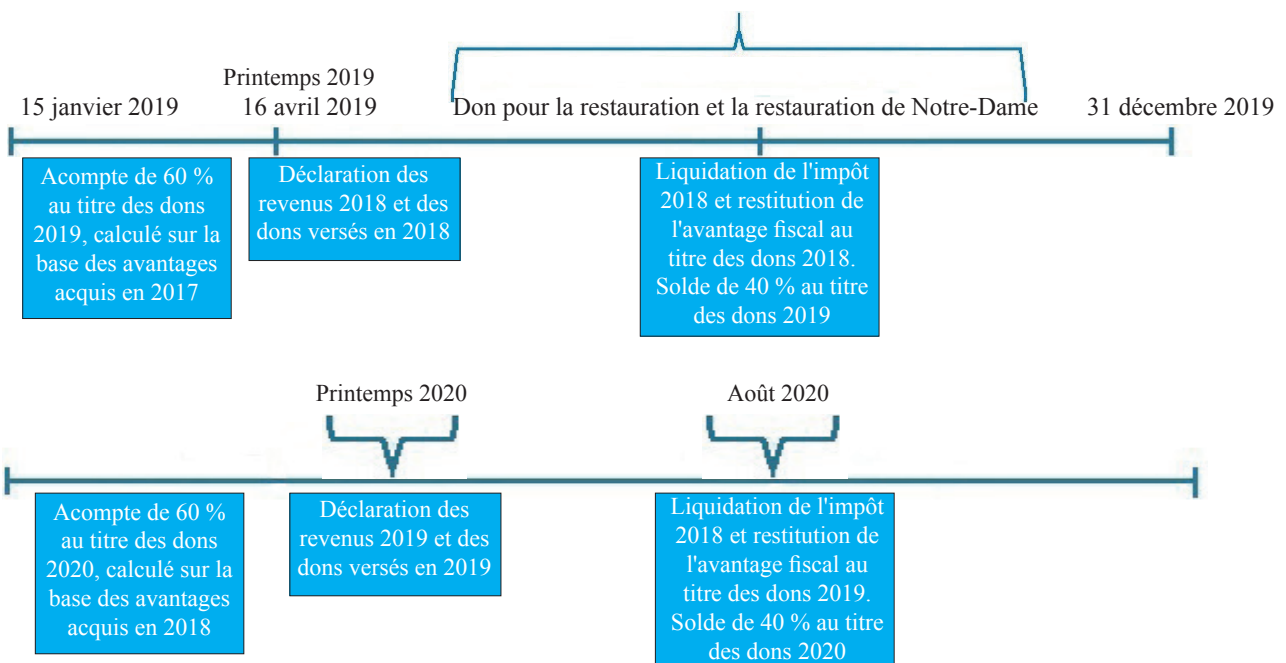 Printemps 2019
15 janvier 2019
16 avril 2019
Don pour la restauration et la restauration de Notre-Dame
31 décembre 2019
Acompte de 60 %
au titre des dons
2019, calculé sur la
base des avantages
acquis en 2017
Déclaration des
revenus 2018 et des
dons versés en 2018
Liquidation de l'impôt
2018 et restitution de
l'avantage fiscal au
titre des dons 2018.
Solde de 40 % au titre
des dons 2019
Printemps 2020
Août 2020
Acompte de 60 %
au titre des dons
2020, calculé sur la
base des avantages
acquis en 2018
Déclaration des
revenus 2019 et des
dons versés en 2019
Liquidation de l'impôt
2018 et restitution de
l'avantage fiscal au
titre des dons 2019.
Solde de 40 % au titre
des dons 2020